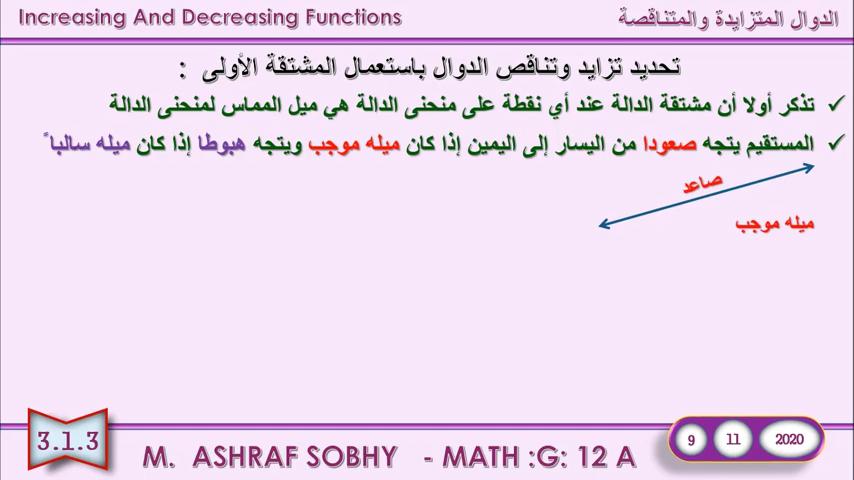 Increasing And Decreasing Functions
الدوال المتزايدة والمتناقصة
تحديد تزايد وتناقص الدوال باستعمال المشتقة الأولى :
✓ تذكر أولا أن مشتقة الدالة عند أي نقطة على منحنى الدالة هي ميل المماس لمنحنى الدالة
✓ المستقيم يتجه صعودا من اليسار إلى اليمين إذا كان ميله موجب ويتجه هبوطا إذا كان ميله سالباً
صاعد
ميله موجب
3.1.3
M. ASHRAF SOBHY - MATH :G: 12 A
9 11 2020